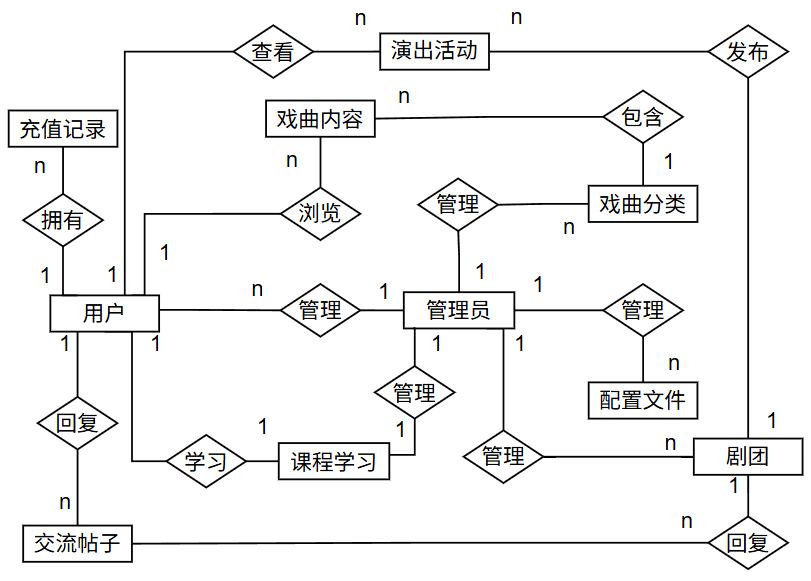 n
n
查看
演出活动
发布
充值记录
戏曲内容
n
包含
n
n
1
拥有
浏览
管理
戏曲分类
n
1
1
1
1
n
1
1
用户
管理
管理员
管理
1
1
1
1
n
回复
管理
配置文件
1
1
1
学习
课程学习
管理
n
剧团
1
n
n
交流帖子
回复